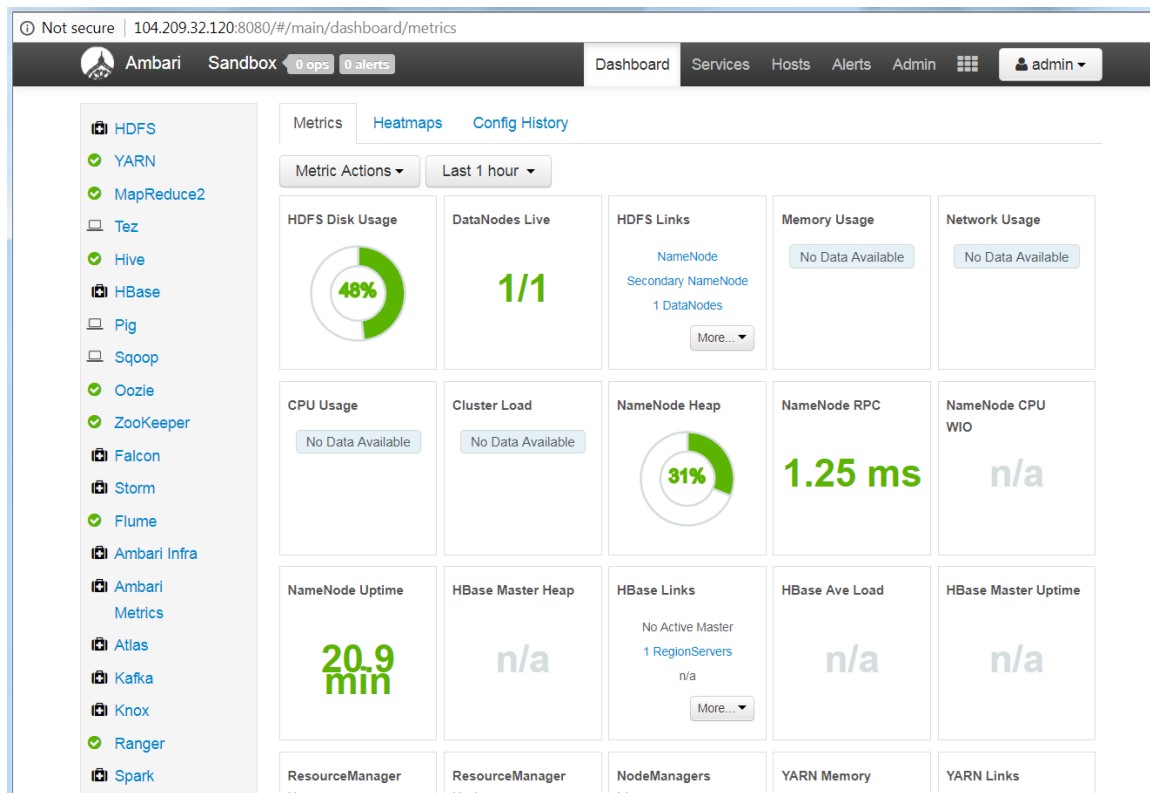 Not secure 104.209.32.120:8080/#/main/dashboard/metrics
Ambari Sandbox 0 ops 0 alerts Dashboard Services Hosts Alerts Admin admin
HDFS
YARN
MapReduce2
Tez
Hive
HBase
Pig
Sqoop
Oozie
ZooKeeper
Falcon
Storm
Flume
Ambari Infra
Ambari
Metrics
Atlas
Kafka
Knox
Ranger
Spark
Metrics Heatmaps Config History
Metric Actions Last 1 hour
HDFS Disk Usage
48%
DataNodes Live
1/1
HDFS Links
NameNode
Secondary NameNode
1 DataNodes
More...
Memory Usage
No Data Available
Network Usage
No Data Available
CPU Usage
No Data Available
Cluster Load
No Data Available
NameNode Heap
31%
NameNode RPC
1.25 ms
NameNode CPU
WIO
n/a
NameNode Uptime
20.9
min
HBase Master Heap
n/a
HBase Links
No Active Master
1 RegionServers
n/a
More...
HBase Ave Load
n/a
HBase Master Uptime
n/a
ResourceManager
ResourceManager
NodeManagers
YARN Memory
YARN Links